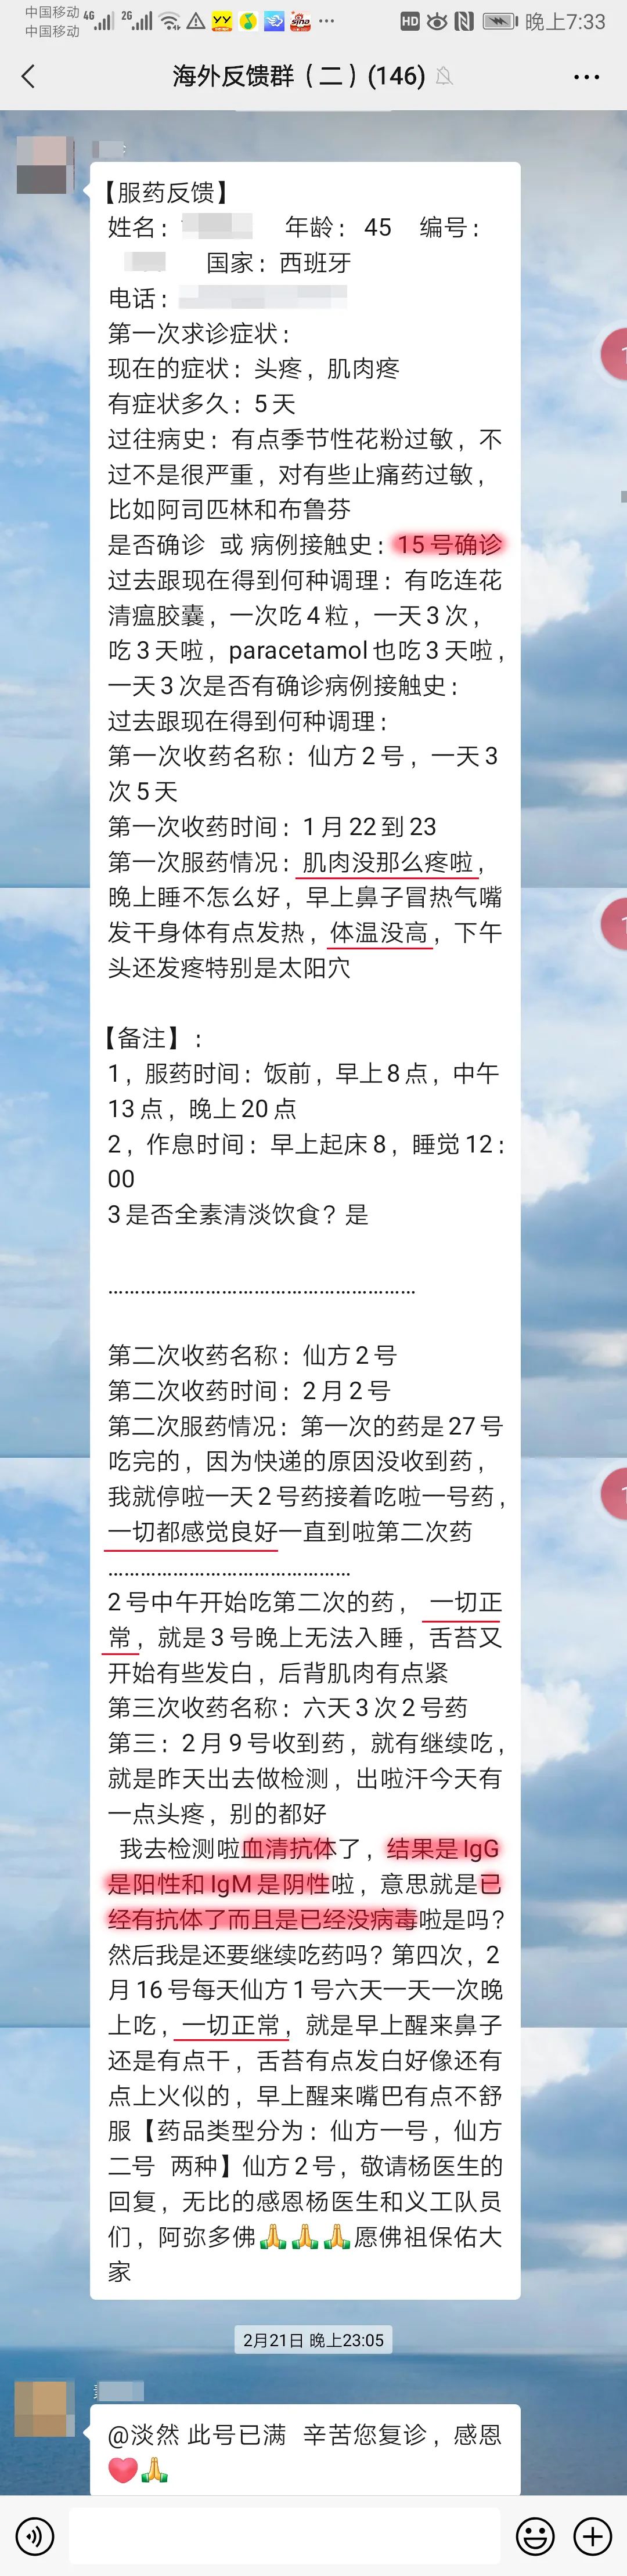 中国移动 4G 2G HD 晚上7:33
中国移动
海外反馈群（二）(146)
【服药反馈】
姓名： 年龄： 45 编号：
国家：西班牙
电话：
第一次求诊症状：
现在的症状：头疼，肌肉疼
有症状多久：5天
过往病史：有点季节性花粉过敏，不
过不是很严重，对有些止痛药过敏，
比如阿司匹林和布鲁芬
是否确诊 或 病例接触史：15号确诊
过去跟现在得到何种调理：有吃连花
清瘟胶囊，一次吃4粒，一天3次，
吃3天啦，paracetamol也吃3天啦，
一天3次是否有确诊病例接触史：
过去跟现在得到何种调理：
第一次收药名称：仙方2号，一天3
次5天
第一次收药时间：1月22到23
第一次服药情况：肌肉没那么疼啦，
晚上睡不怎么好，早上鼻子冒热气嘴
发干身体有点发热，体温没高，下午
头还发疼特别是太阳穴
【备注】：
1，服药时间：饭前，早上8点，中午
13点，晚上20点
2，作息时间：早上起床8，睡觉12：
00
3是否全素清淡饮食？是
…………………………………………………
第二次收药名称：仙方2号
第二次收药时间：2月2号
第二次服药情况：第一次的药是27号
吃完的，因为快递的原因没收到药，
我就停啦一天2号药接着吃啦一号药，
一切都感觉良好一直到啦第二次药
………………………………………
2号中午开始吃第二次的药，一切正
常，就是3号晚上无法入睡，舌苔又
开始有些发白，后背肌肉有点紧
第三次收药名称：六天3次2号药
第三：2月9号收到药，就有继续吃，
就是昨天出去做检测，出啦汗今天有
一点头疼，别的都好
我去检测啦血清抗体了，结果是IgG
是阳性和IgM是阴性啦，意思就是已
经有抗体了而且是已经没病毒啦是吗？
然后我是还要继续吃药吗？第四次，2
月16号每天仙方1号六天一天一次晚
上吃，一切正常，就是早上醒来鼻子
还是有点干，舌苔有点发白好像还有
点上火似的，早上醒来嘴巴有点不舒
服【药品类型分为：仙方一号，仙方
二号 两种】仙方2号，敬请杨医生的
回复，无比的感恩杨医生和义工队员
们，阿弥多佛🙏🙏🙏愿佛祖保佑大
家
2月21日 晚上23:05
@淡然 此号已满 辛苦您复诊，感恩
❤️🙏